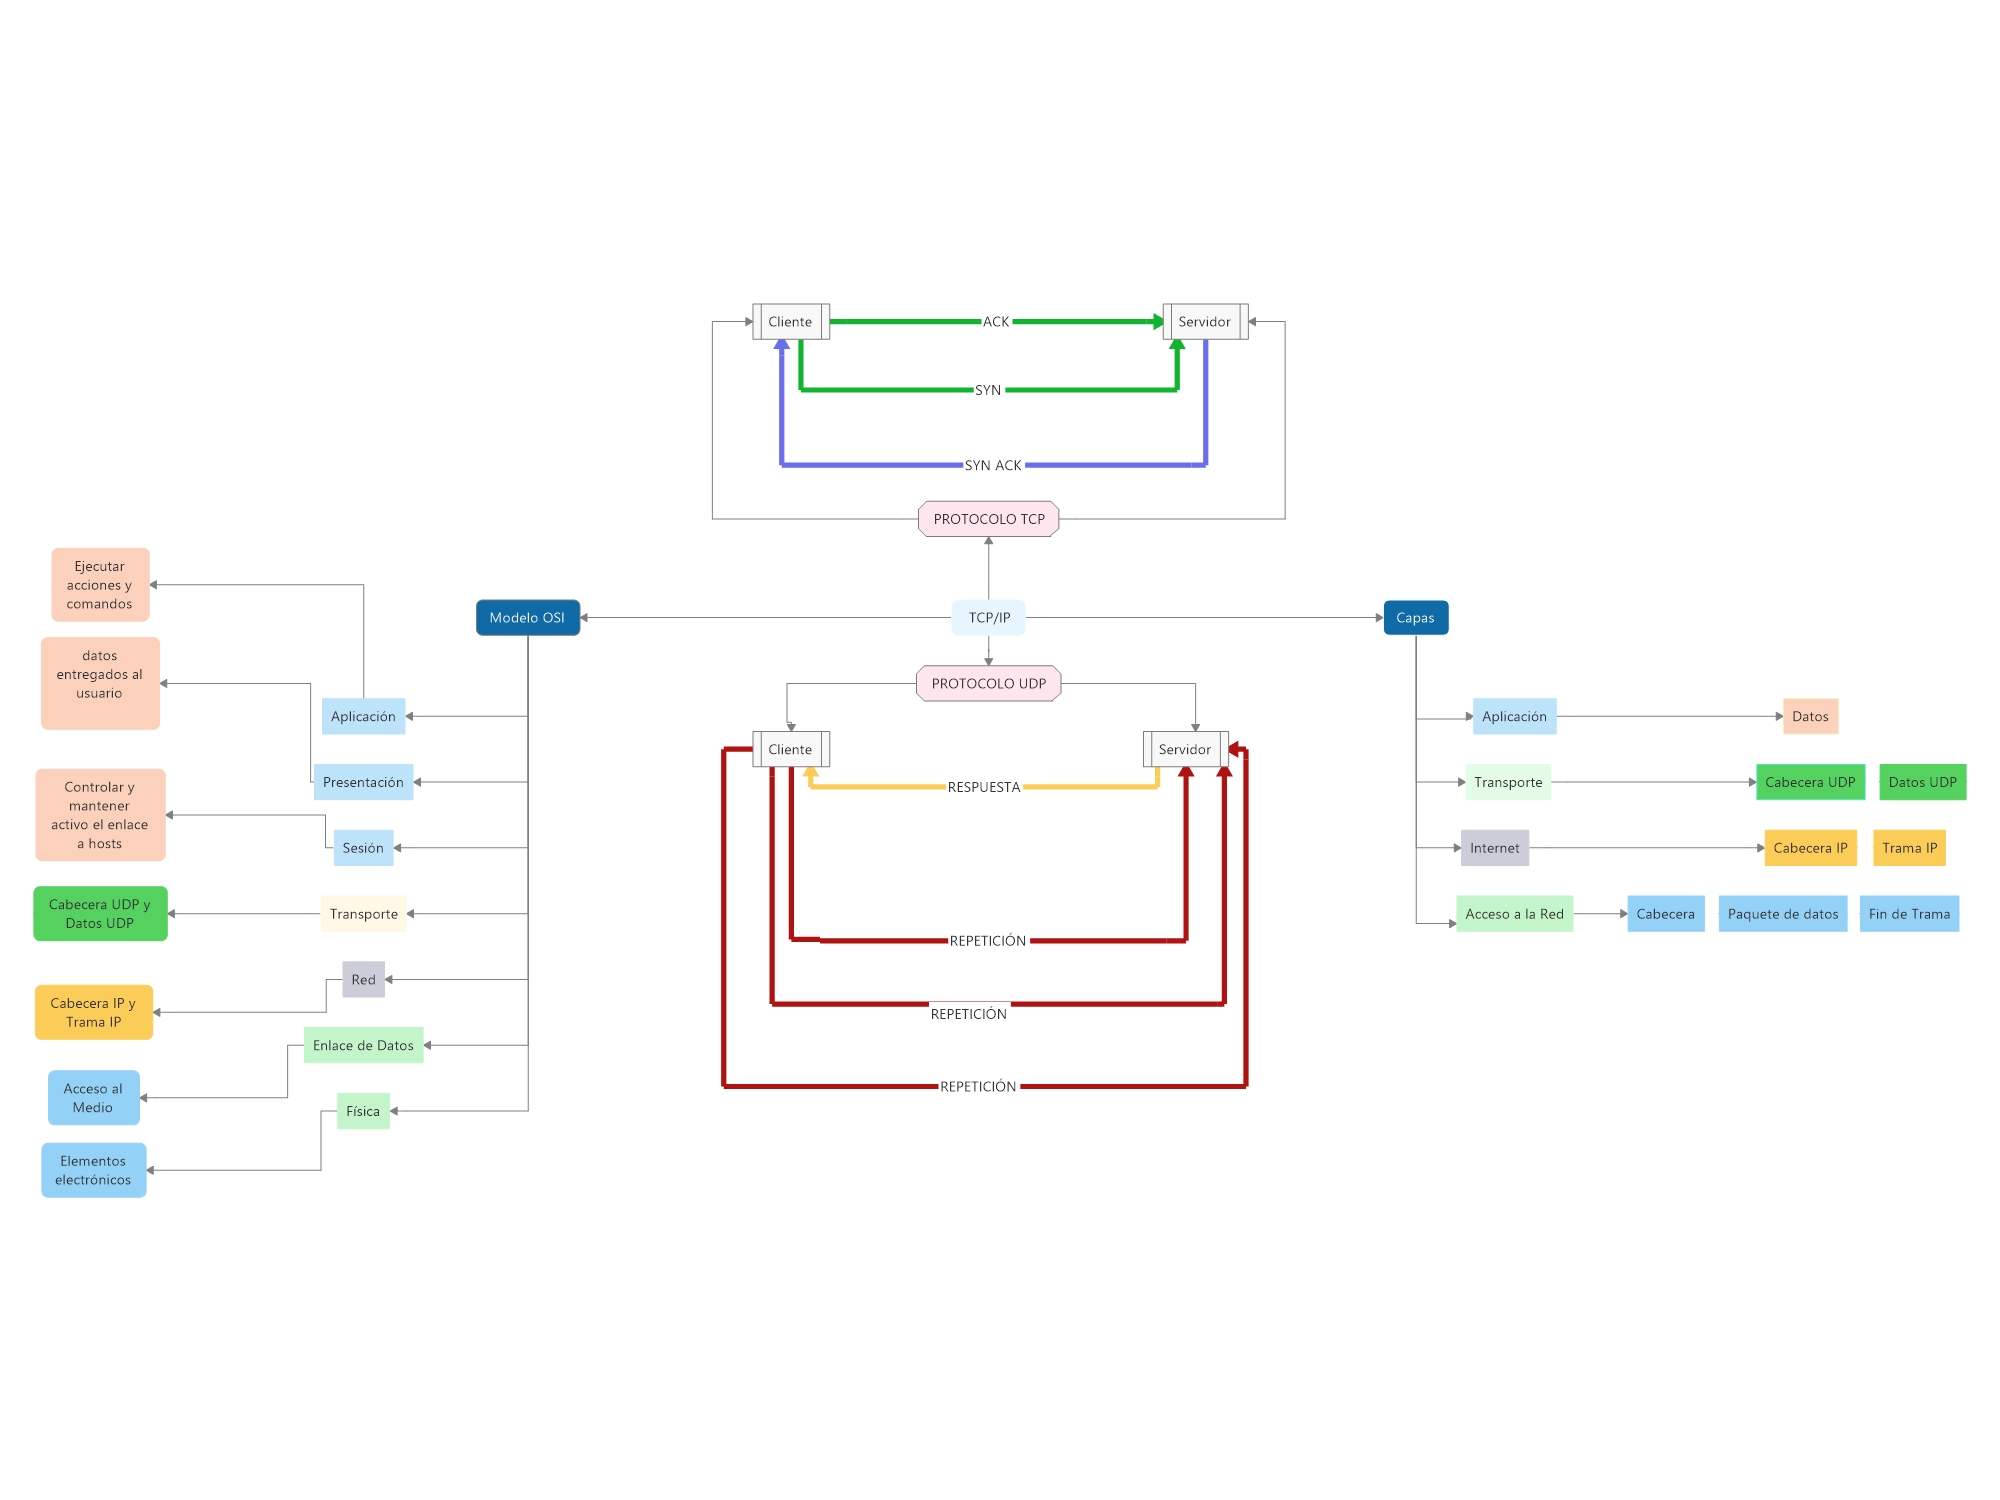 Cliente
ACK
Servidor
SYN
SYN ACK
PROTOCOLO TCP
Modelo OSI
TCP/IP
Capas
PROTOCOLO UDP
Cliente
Servidor
RESPUESTA
REPETICIÓN
REPETICIÓN
REPETICIÓN
Ejecutar
acciones y
comandos
datos
entregados al
usuario
Controlar y
mantener
activo el enlace
a hosts
Cabecera UDP y
Datos UDP
Cabecera IP y
Trama IP
Acceso al
Medio
Elementos
electrónicos
Aplicación
Presentación
Sesión
Transporte
Red
Enlace de Datos
Física
Aplicación
Datos
Transporte
Cabecera UDP
Datos UDP
Internet
Cabecera IP
Trama IP
Acceso a la Red
Cabecera
Paquete de datos
Fin de Trama